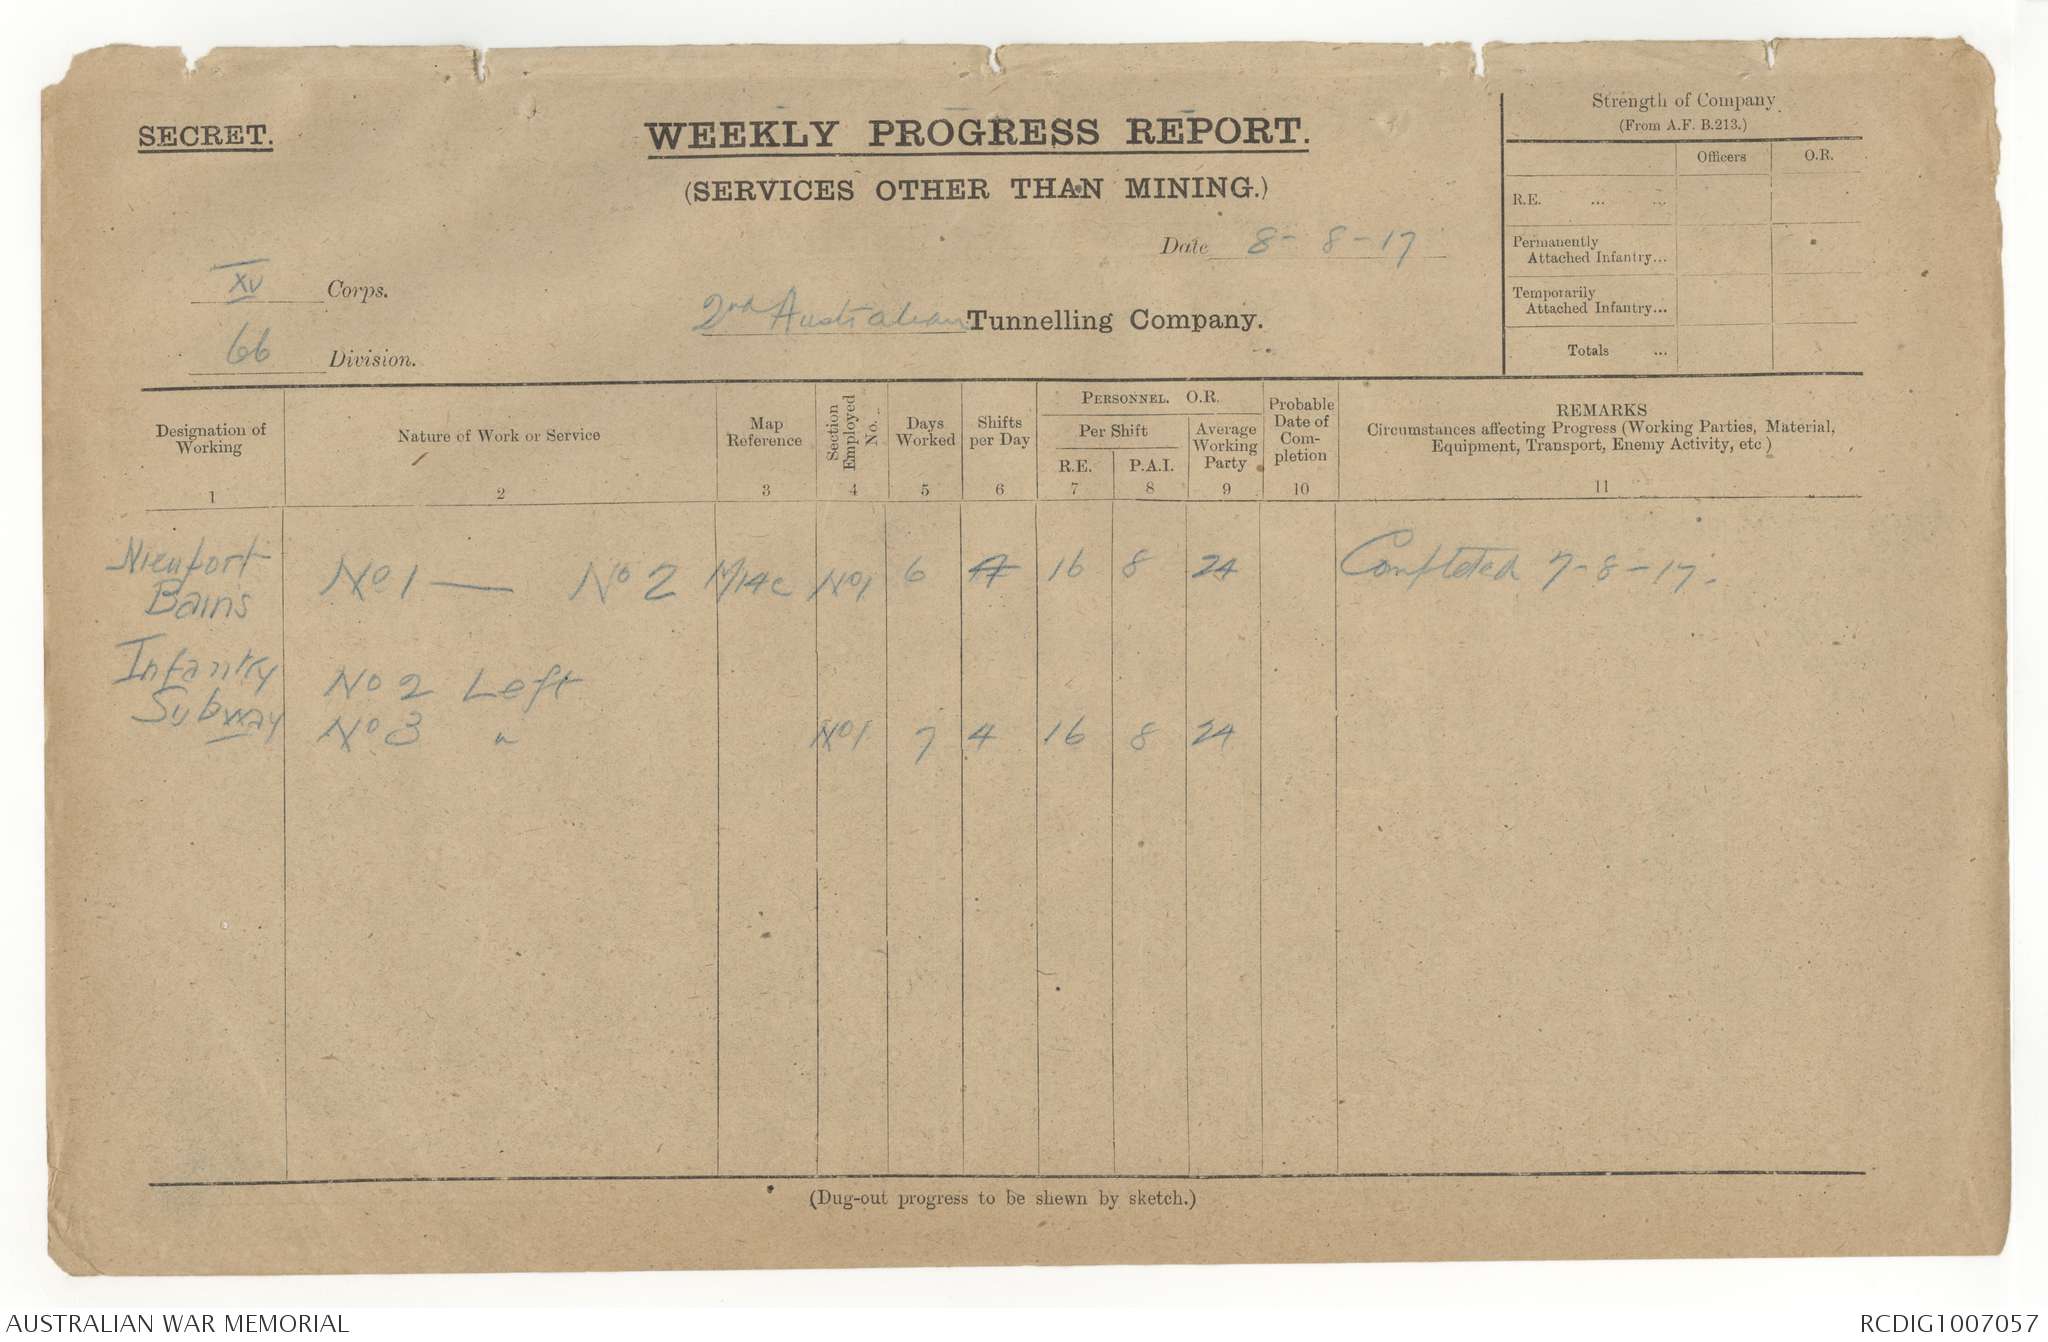 SECRET.
WEEKLY PROGRESS REPORT.
(SERVICES OTHER THAN MINING.)
Date 8-8-17
XV Corps.
66 Division.
2nd Australian Tunnelling Company.
Strength of Company
(From A.F. B.213.)
Officers O.R.
R.E. ... ...
Permanently
Attached Infantry...
Temporarily
Attached Infantry...
Totals ...
Designation of Working 1
Nature of Work or Service 2
Map Reference 3
Section Employed No. 4
Days Worked 5
Shifts per Day 6
PERSONNEL. O.R.
Per Shift
R.E. 7
P.A.I. 8
Average Working Party 9
Probable Date of Com-pletion 10
REMARKS
Circumstances affecting Progress (Working Parties, Material,
Equipment, Transport, Enemy Activity, etc)
11
Nieuport Bains No 1 — No 2 M14c No1 6 4 16 8 24 Completed 7-8-17.
Infantry Subway No 2 Left
No 3 " No1 7 4 16 8 24
(Dug-out progress to be shewn by sketch.)
AUSTRALIAN WAR MEMORIAL
RCDIG1007057